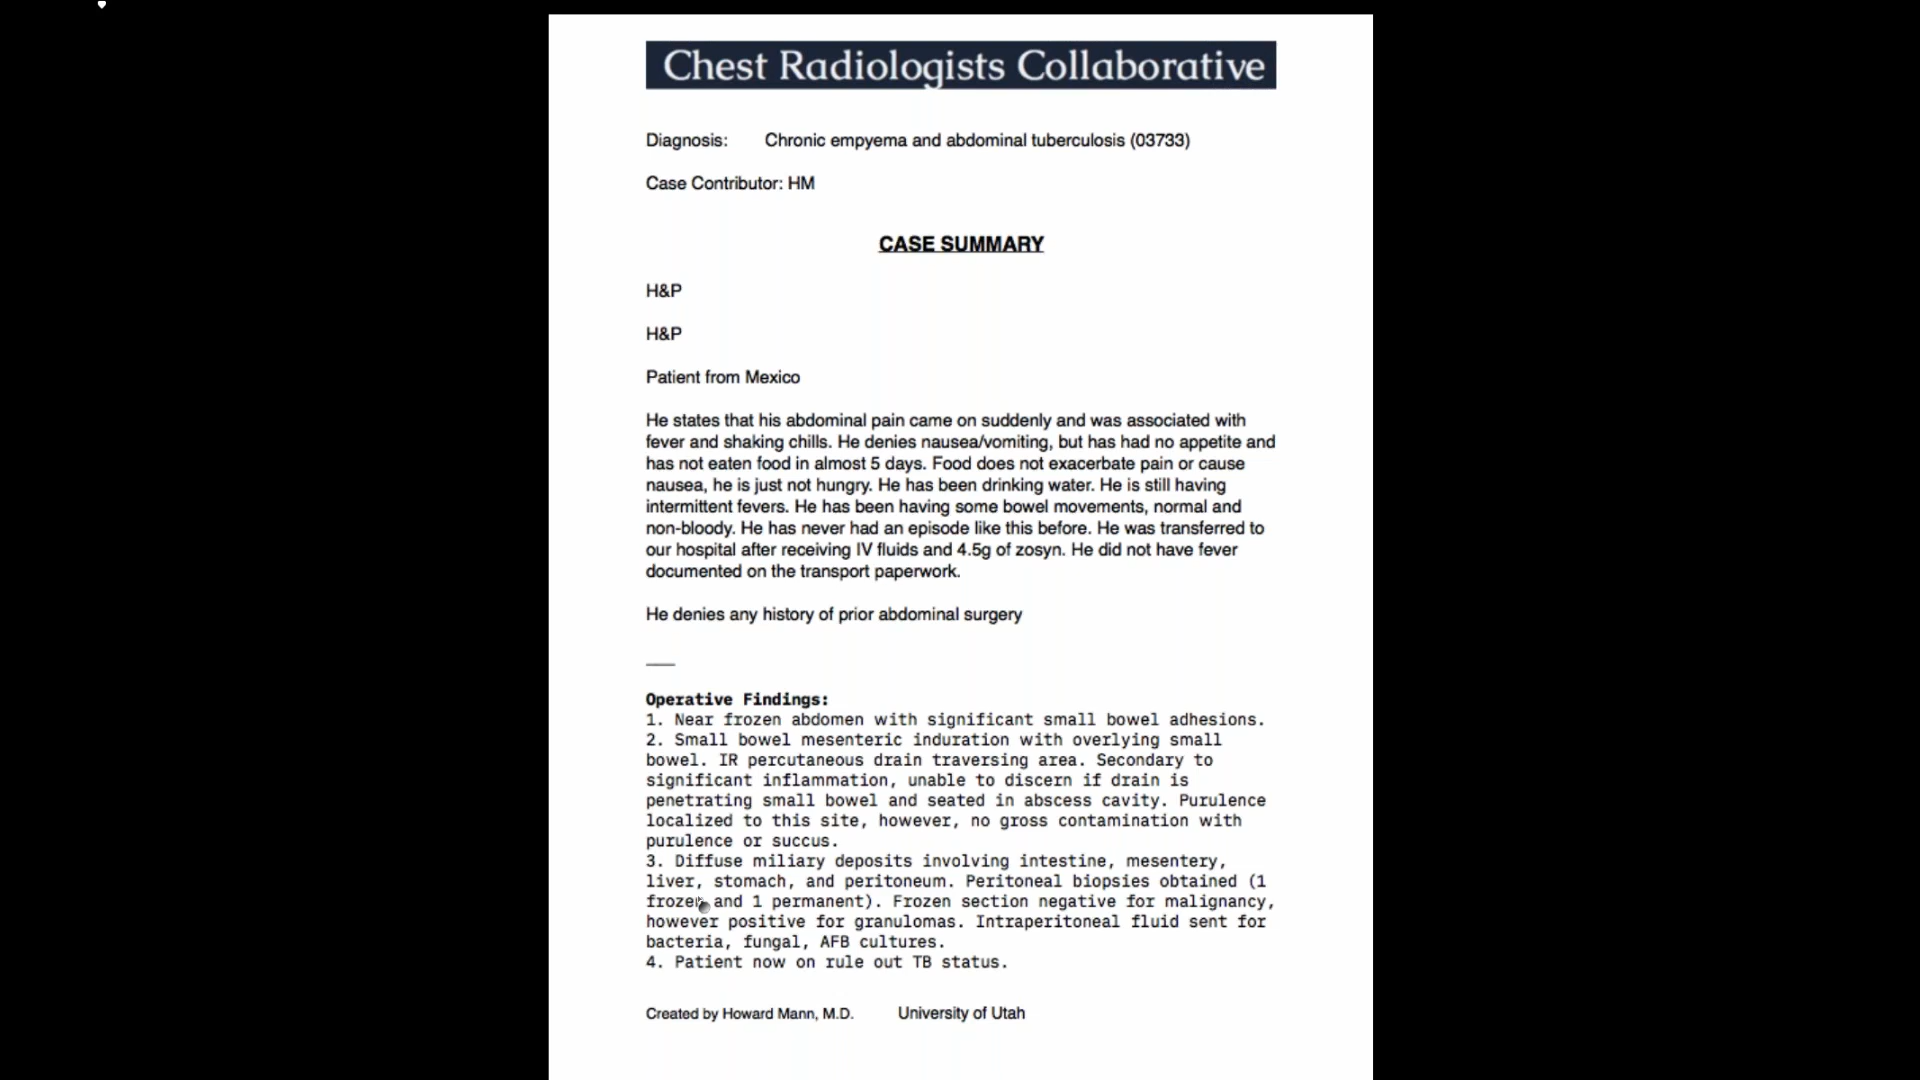 Chest Radiologists Collaborative
Diagnosis: Chronic empyema and abdominal tuberculosis (03733)
Case Contributor: HM
CASE SUMMARY
H&P
H&P
Patient from Mexico
He states that his abdominal pain came on suddenly and was associated with
fever and shaking chills. He denies nausea/vomiting, but has had no appetite and
has not eaten food in almost 5 days. Food does not exacerbate pain or cause
nausea, he is just not hungry. He has been drinking water. He is still having
intermittent fevers. He has been having some bowel movements, normal and
non-bloody. He has never had an episode like this before. He was transferred to
our hospital after receiving IV fluids and 4.5g of zosyn. He did not have fever
documented on the transport paperwork.
He denies any history of prior abdominal surgery
Operative Findings:
1. Near frozen abdomen with significant small bowel adhesions.
2. Small bowel mesenteric induration with overlying small
bowel. IR percutaneous drain traversing area. Secondary to
significant inflammation, unable to discern if drain is
penetrating small bowel and seated in abscess cavity. Purulence
localized to this site, however, no gross contamination with
purulence or succus.
3. Diffuse miliary deposits involving intestine, mesentery,
liver, stomach, and peritoneum. Peritoneal biopsies obtained (1
frozen and 1 permanent). Frozen section negative for malignancy,
however positive for granulomas. Intraperitoneal fluid sent for
bacteria, fungal, AFB cultures.
4. Patient now on rule out TB status.
Created by Howard Mann, M.D. University of Utah